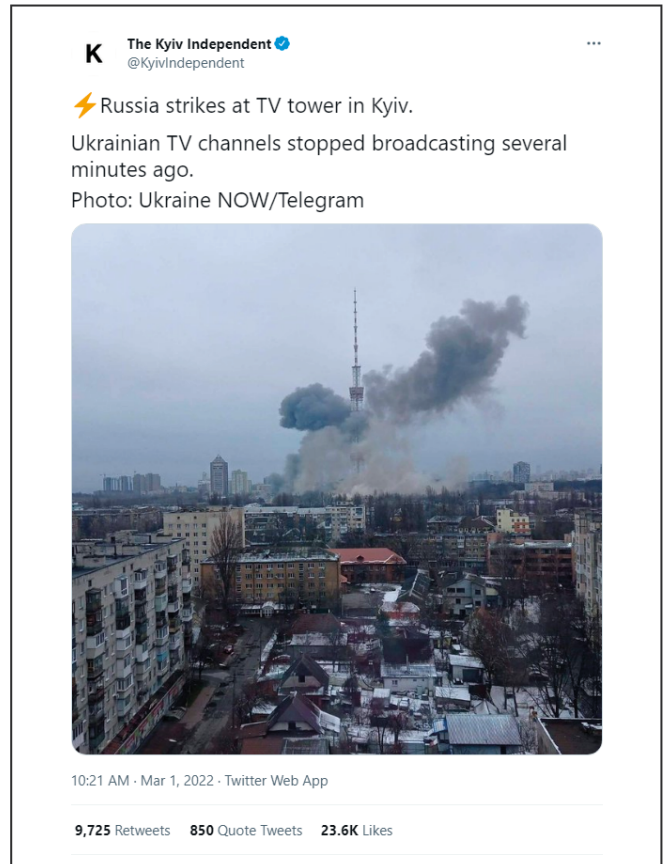 K
The Kyiv Independent
@KyivIndependent
⚡Russia strikes at TV tower in Kyiv.
Ukrainian TV channels stopped broadcasting several
minutes ago.
Photo: Ukraine NOW/Telegram
10:21 AM · Mar 1, 2022 · Twitter Web App
9,725 Retweets 850 Quote Tweets 23.6K Likes